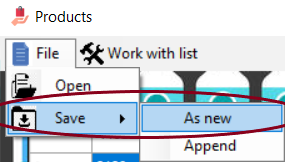 Products
File Work with list
Open
Save As new
Append